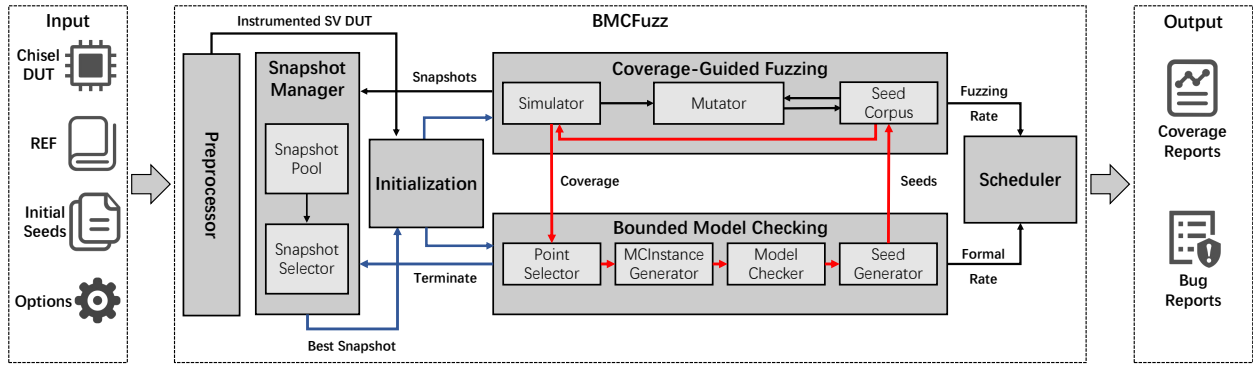 Input
Chisel
DUT
REF
Initial
Seeds
Options
BMCFuzz
Instrumented SV DUT
Preprocessor
Snapshot
Manager
Snapshot
Pool
Snapshot
Selector
Initialization
Snapshots
Terminate
Best Snapshot
Coverage-Guided Fuzzing
Simulator
Mutator
Seed
Corpus
Coverage
Seeds
Bounded Model Checking
Point
Selector
MCInstance
Generator
Model
Checker
Seed
Generator
Fuzzing
Rate
Scheduler
Formal
Rate
Output
Coverage
Reports
Bug
Reports